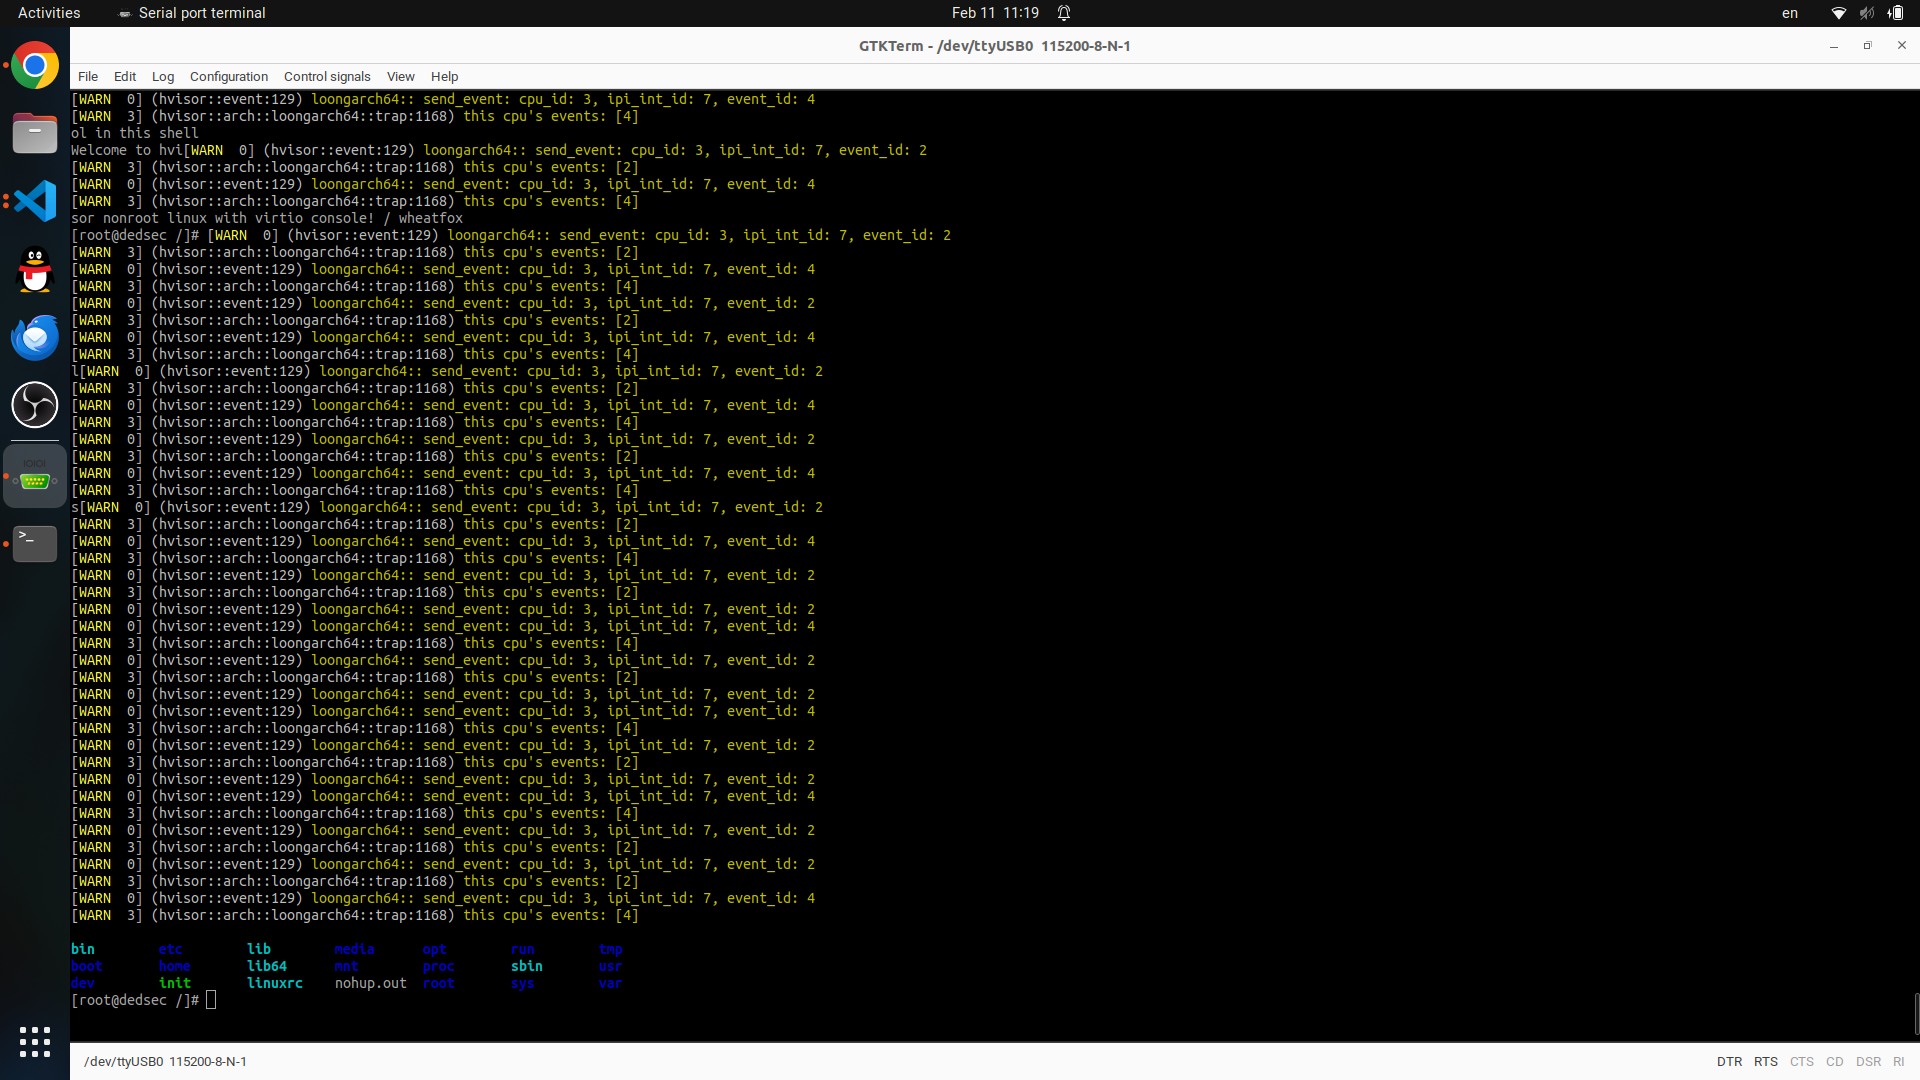 Activities Serial port terminal Feb 11 11:19 en
GTKTerm - /dev/ttyUSB0 115200-8-N-1
File Edit Log Configuration Control signals View Help
[WARN  0] (hvisor::event:129) loongarch64:: send_event: cpu_id: 3, ipi_int_id: 7, event_id: 4
[WARN  3] (hvisor::arch::loongarch64::trap:1168) this cpu's events: [4]
ol in this shell
Welcome to hvi[WARN  0] (hvisor::event:129) loongarch64:: send_event: cpu_id: 3, ipi_int_id: 7, event_id: 2
[WARN  3] (hvisor::arch::loongarch64::trap:1168) this cpu's events: [2]
[WARN  0] (hvisor::event:129) loongarch64:: send_event: cpu_id: 3, ipi_int_id: 7, event_id: 4
[WARN  3] (hvisor::arch::loongarch64::trap:1168) this cpu's events: [4]
sor nonroot linux with virtio console! / wheatfox
[root@dedsec /]# [WARN  0] (hvisor::event:129) loongarch64:: send_event: cpu_id: 3, ipi_int_id: 7, event_id: 2
[WARN  3] (hvisor::arch::loongarch64::trap:1168) this cpu's events: [2]
[WARN  0] (hvisor::event:129) loongarch64:: send_event: cpu_id: 3, ipi_int_id: 7, event_id: 4
[WARN  3] (hvisor::arch::loongarch64::trap:1168) this cpu's events: [4]
[WARN  0] (hvisor::event:129) loongarch64:: send_event: cpu_id: 3, ipi_int_id: 7, event_id: 2
[WARN  3] (hvisor::arch::loongarch64::trap:1168) this cpu's events: [2]
[WARN  0] (hvisor::event:129) loongarch64:: send_event: cpu_id: 3, ipi_int_id: 7, event_id: 4
[WARN  3] (hvisor::arch::loongarch64::trap:1168) this cpu's events: [4]
l[WARN  0] (hvisor::event:129) loongarch64:: send_event: cpu_id: 3, ipi_int_id: 7, event_id: 2
[WARN  3] (hvisor::arch::loongarch64::trap:1168) this cpu's events: [2]
[WARN  0] (hvisor::event:129) loongarch64:: send_event: cpu_id: 3, ipi_int_id: 7, event_id: 4
[WARN  3] (hvisor::arch::loongarch64::trap:1168) this cpu's events: [4]
[WARN  0] (hvisor::event:129) loongarch64:: send_event: cpu_id: 3, ipi_int_id: 7, event_id: 2
[WARN  3] (hvisor::arch::loongarch64::trap:1168) this cpu's events: [2]
[WARN  0] (hvisor::event:129) loongarch64:: send_event: cpu_id: 3, ipi_int_id: 7, event_id: 4
[WARN  3] (hvisor::arch::loongarch64::trap:1168) this cpu's events: [4]
s[WARN  0] (hvisor::event:129) loongarch64:: send_event: cpu_id: 3, ipi_int_id: 7, event_id: 2
[WARN  3] (hvisor::arch::loongarch64::trap:1168) this cpu's events: [2]
[WARN  0] (hvisor::event:129) loongarch64:: send_event: cpu_id: 3, ipi_int_id: 7, event_id: 4
[WARN  3] (hvisor::arch::loongarch64::trap:1168) this cpu's events: [4]
[WARN  0] (hvisor::event:129) loongarch64:: send_event: cpu_id: 3, ipi_int_id: 7, event_id: 2
[WARN  3] (hvisor::arch::loongarch64::trap:1168) this cpu's events: [2]
[WARN  0] (hvisor::event:129) loongarch64:: send_event: cpu_id: 3, ipi_int_id: 7, event_id: 2
[WARN  0] (hvisor::event:129) loongarch64:: send_event: cpu_id: 3, ipi_int_id: 7, event_id: 4
[WARN  3] (hvisor::arch::loongarch64::trap:1168) this cpu's events: [4]
[WARN  0] (hvisor::event:129) loongarch64:: send_event: cpu_id: 3, ipi_int_id: 7, event_id: 2
[WARN  3] (hvisor::arch::loongarch64::trap:1168) this cpu's events: [2]
[WARN  0] (hvisor::event:129) loongarch64:: send_event: cpu_id: 3, ipi_int_id: 7, event_id: 2
[WARN  0] (hvisor::event:129) loongarch64:: send_event: cpu_id: 3, ipi_int_id: 7, event_id: 4
[WARN  3] (hvisor::arch::loongarch64::trap:1168) this cpu's events: [4]
[WARN  0] (hvisor::event:129) loongarch64:: send_event: cpu_id: 3, ipi_int_id: 7, event_id: 2
[WARN  3] (hvisor::arch::loongarch64::trap:1168) this cpu's events: [2]
[WARN  0] (hvisor::event:129) loongarch64:: send_event: cpu_id: 3, ipi_int_id: 7, event_id: 2
[WARN  0] (hvisor::event:129) loongarch64:: send_event: cpu_id: 3, ipi_int_id: 7, event_id: 4
[WARN  3] (hvisor::arch::loongarch64::trap:1168) this cpu's events: [4]
[WARN  0] (hvisor::event:129) loongarch64:: send_event: cpu_id: 3, ipi_int_id: 7, event_id: 2
[WARN  3] (hvisor::arch::loongarch64::trap:1168) this cpu's events: [2]
[WARN  0] (hvisor::event:129) loongarch64:: send_event: cpu_id: 3, ipi_int_id: 7, event_id: 2
[WARN  3] (hvisor::arch::loongarch64::trap:1168) this cpu's events: [2]
[WARN  0] (hvisor::event:129) loongarch64:: send_event: cpu_id: 3, ipi_int_id: 7, event_id: 4
[WARN  3] (hvisor::arch::loongarch64::trap:1168) this cpu's events: [4]
bin etc lib media opt run tmp
boot home lib64 mnt proc sbin usr
dev init linuxrc nohup.out root sys var
[root@dedsec /]#
/dev/ttyUSB0 115200-8-N-1 DTR RTS CTS CD DSR RI